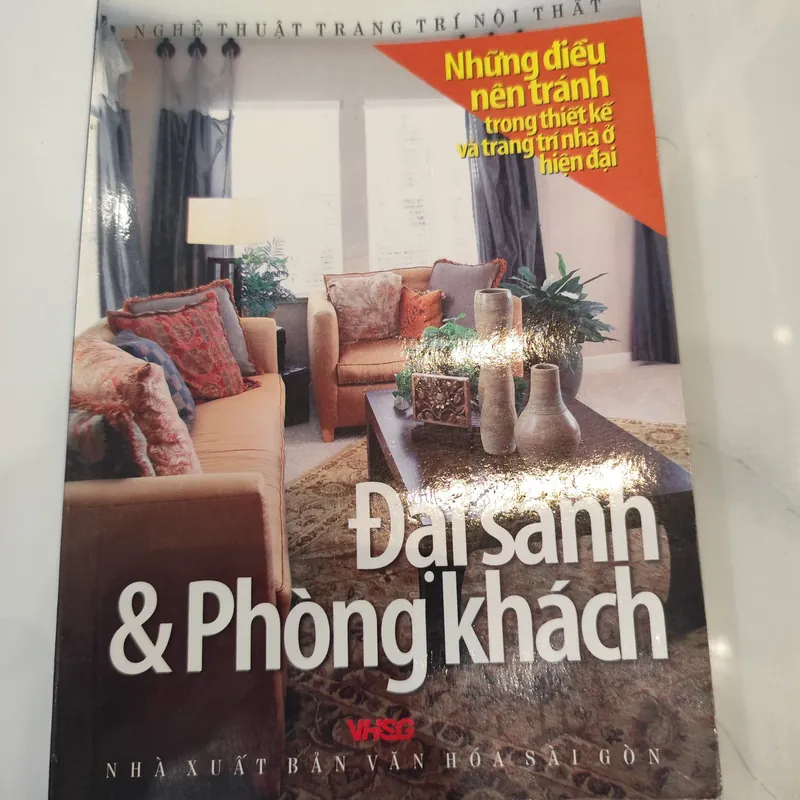 NGHỆ THUẬT TRANG TRÍ NỘI THẤT
Những điều
nên tránh
trong thiết kế
và trang trí nhà ở
hiện đại
Đại sảnh
& Phòng khách
VHSG
NHÀ XUẤT BẢN VĂN HÓA SÀI GÒN